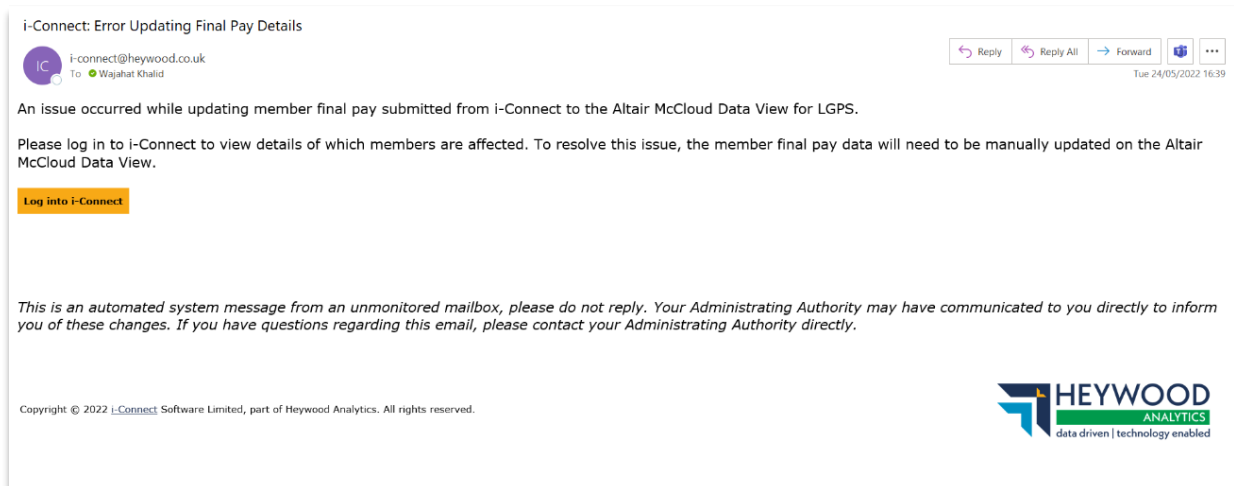 i-Connect: Error Updating Final Pay Details
IC
i-connect@heywood.co.uk
To Wajahat Khalid
Reply
Reply All
Forward
Tue 24/05/2022 16:39
An issue occurred while updating member final pay submitted from i-Connect to the Altair McCloud Data View for LGPS.
Please log in to i-Connect to view details of which members are affected. To resolve this issue, the member final pay data will need to be manually updated on the Altair
McCloud Data View.
Log into i-Connect
This is an automated system message from an unmonitored mailbox, please do not reply. Your Administrating Authority may have communicated to you directly to inform
you of these changes. If you have questions regarding this email, please contact your Administrating Authority directly.
Copyright © 2022 i-Connect Software Limited, part of Heywood Analytics. All rights reserved.
HEYWOOD
ANALYTICS
data driven | technology enabled